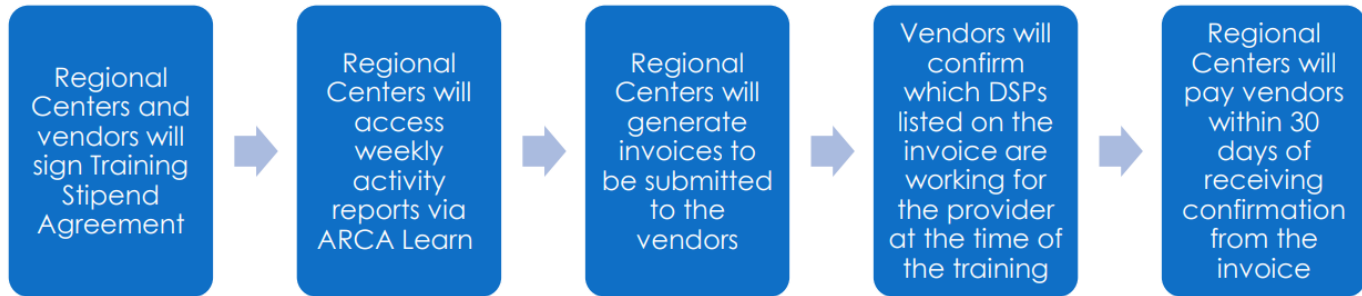 Regional
Centers and
vendors will
sign Training
Stipend
Agreement
Regional
Centers will
access
weekly
activity
reports via
ARCA Learn
Regional
Centers will
generate
invoices to
be submitted
to the
vendors
Vendors will
confirm
which DSPs
listed on the
invoice are
working for
the provider
at the time of
the training
Regional
Centers will
pay vendors
within 30
days of
receiving
confirmation
from the
invoice